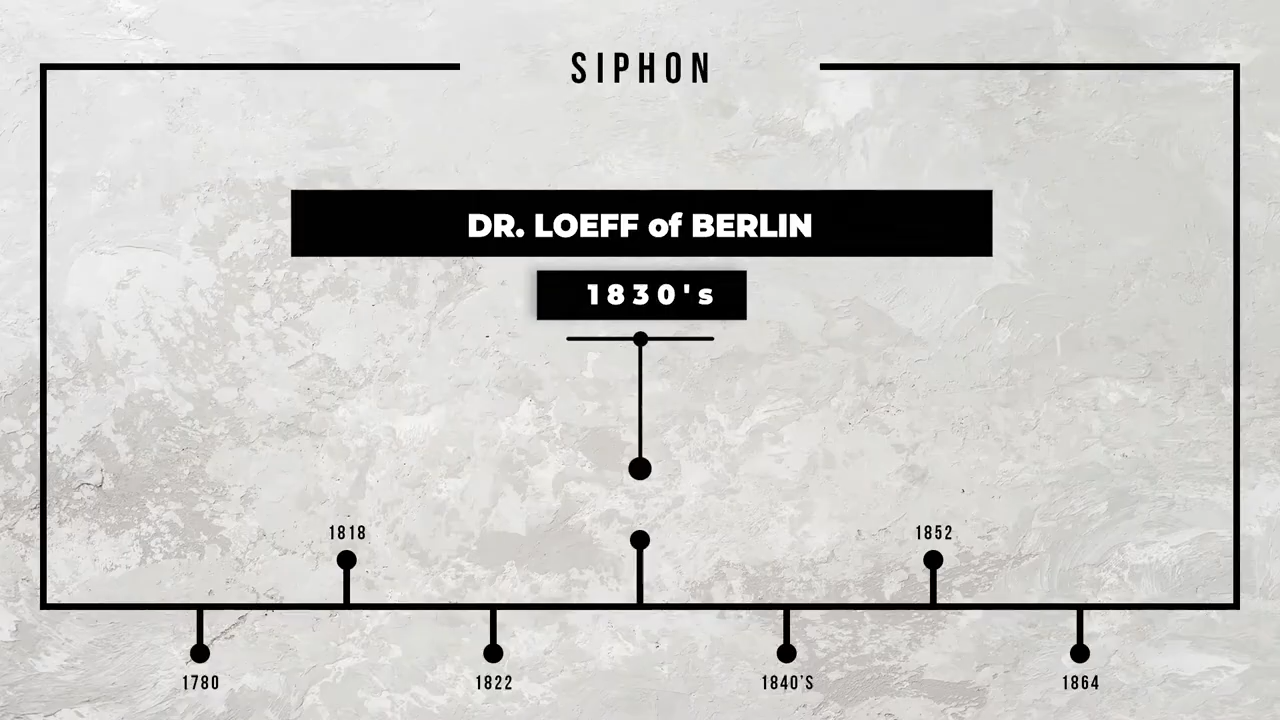 SIPHON
DR. LOEFF of BERLIN
1830's
1818
1852
1780
1822
1840'S
1864